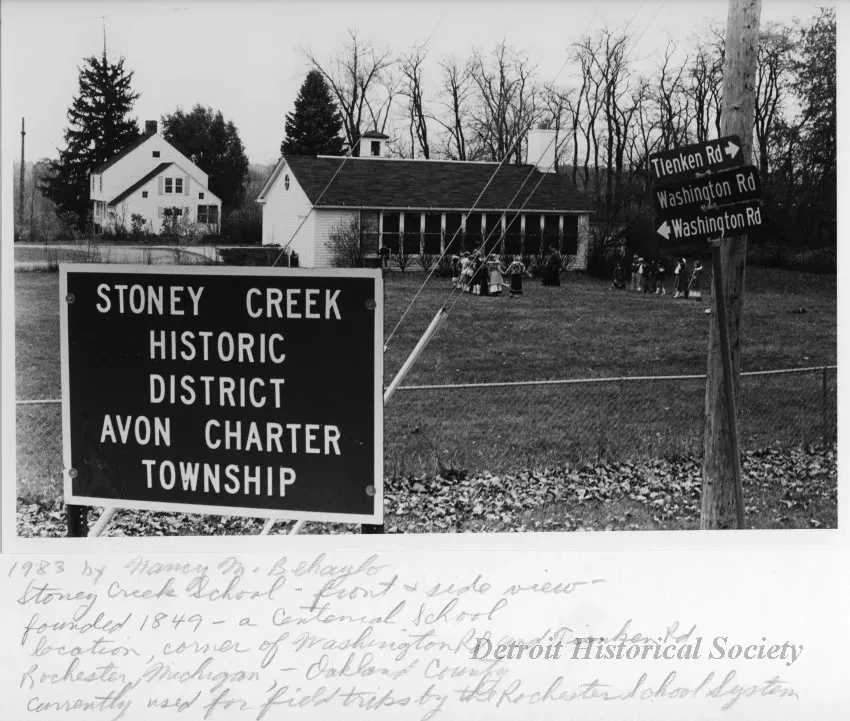 Tienken Rd →
Washington Rd
← Washington Rd
STONEY CREEK
HISTORIC
DISTRICT
AVON CHARTER
TOWNSHIP
1983 by Nancy M. Behaylo
Stoney Creek School - front & side view -
founded 1849 - a Centenial School
location, corner of Washington Rd and Tienken Rd
Rochester, Michigan, - Oakland County
currently used for field trips by the Rochester School System
Detroit Historical Society